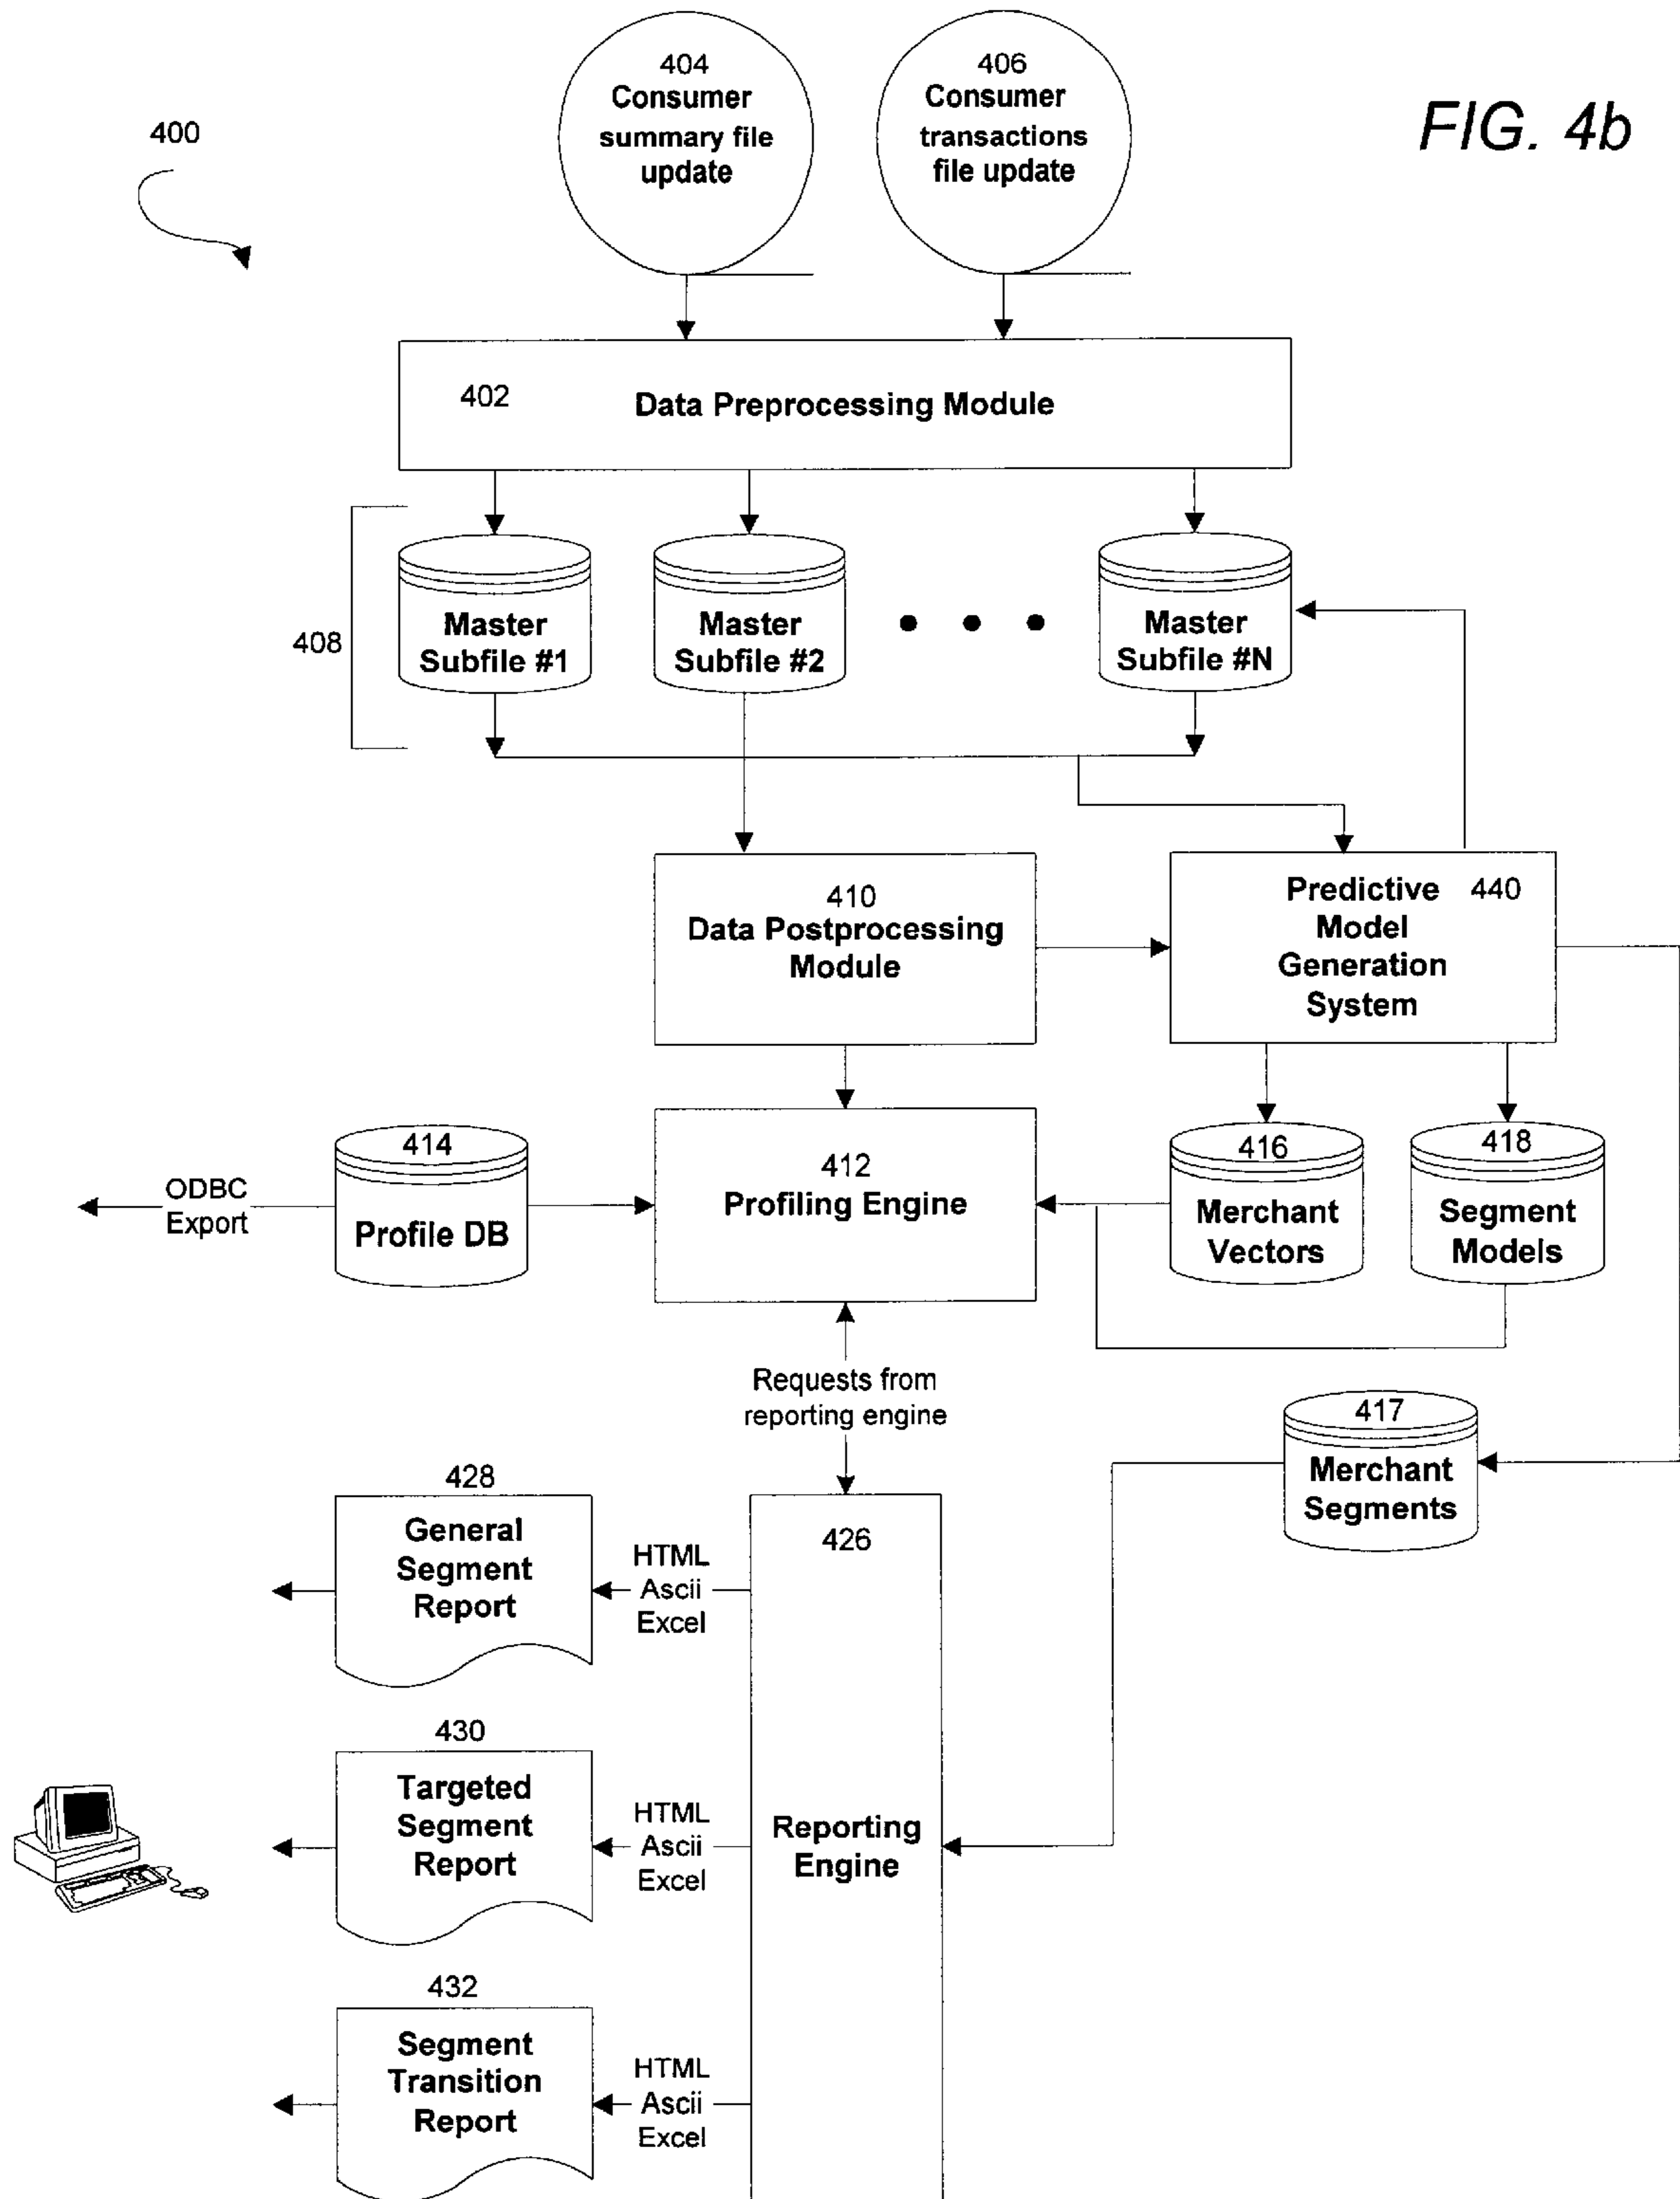 FIG. 4b
400
404
Consumer
summary file
update
406
Consumer
transactions
file update
402
Data Preprocessing Module
408
Master
Subfile #1
Master
Subfile #2
Master
Subfile #N
410
Data Postprocessing
Module
Predictive 440
Model
Generation
System
ODBC
Export
414
Profile DB
412
Profiling Engine
416
Merchant
Vectors
418
Segment
Models
Requests from
reporting engine
417
Merchant
Segments
428
General
Segment
Report
HTML
Ascii
Excel
426
Reporting
Engine
430
Targeted
Segment
Report
HTML
Ascii
Excel
432
Segment
Transition
Report
HTML
Ascii
Excel